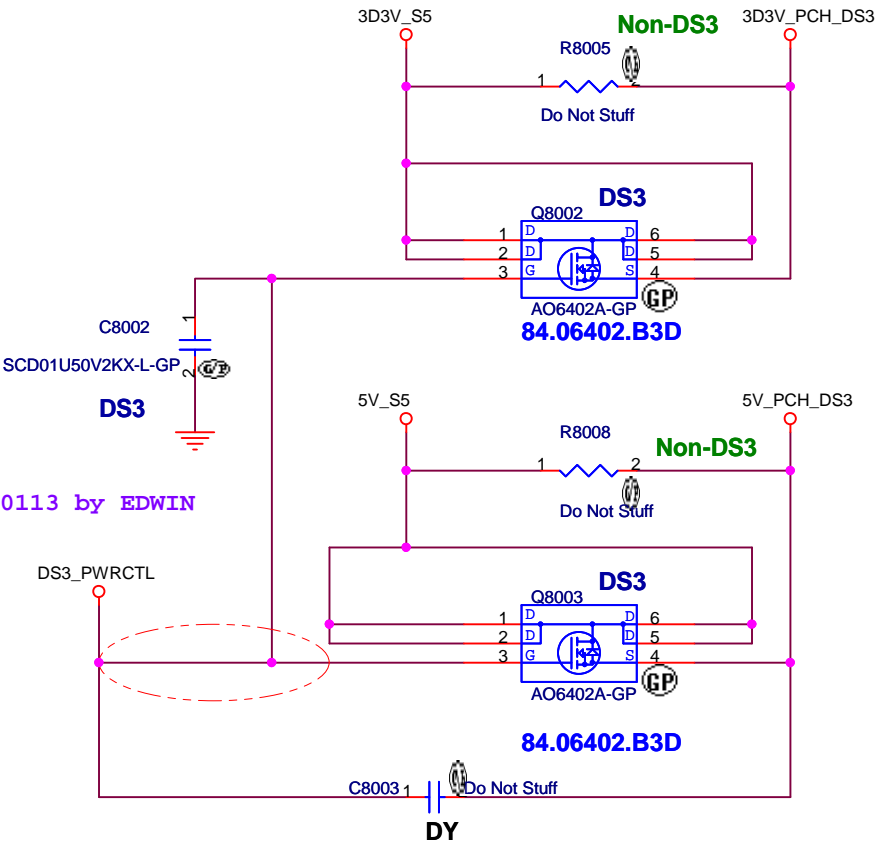 3D3V_S5
Non-DS3
3D3V_PCH_DS3
R8005
1
2
Do Not Stuff
DS3
Q8002
1 D D 6
2 D D 5
3 G S 4
AO6402A-GP
GP
84.06402.B3D
1
C8002
SCD01U50V2KX-L-GP
2
DS3
5V_S5
5V_PCH_DS3
R8008
Non-DS3
1
2
Do Not Stuff
0113 by EDWIN
DS3_PWRCTL
DS3
Q8003
1 D D 6
2 D D 5
3 G S 4
AO6402A-GP
GP
84.06402.B3D
C8003 1
Do Not Stuff
DY